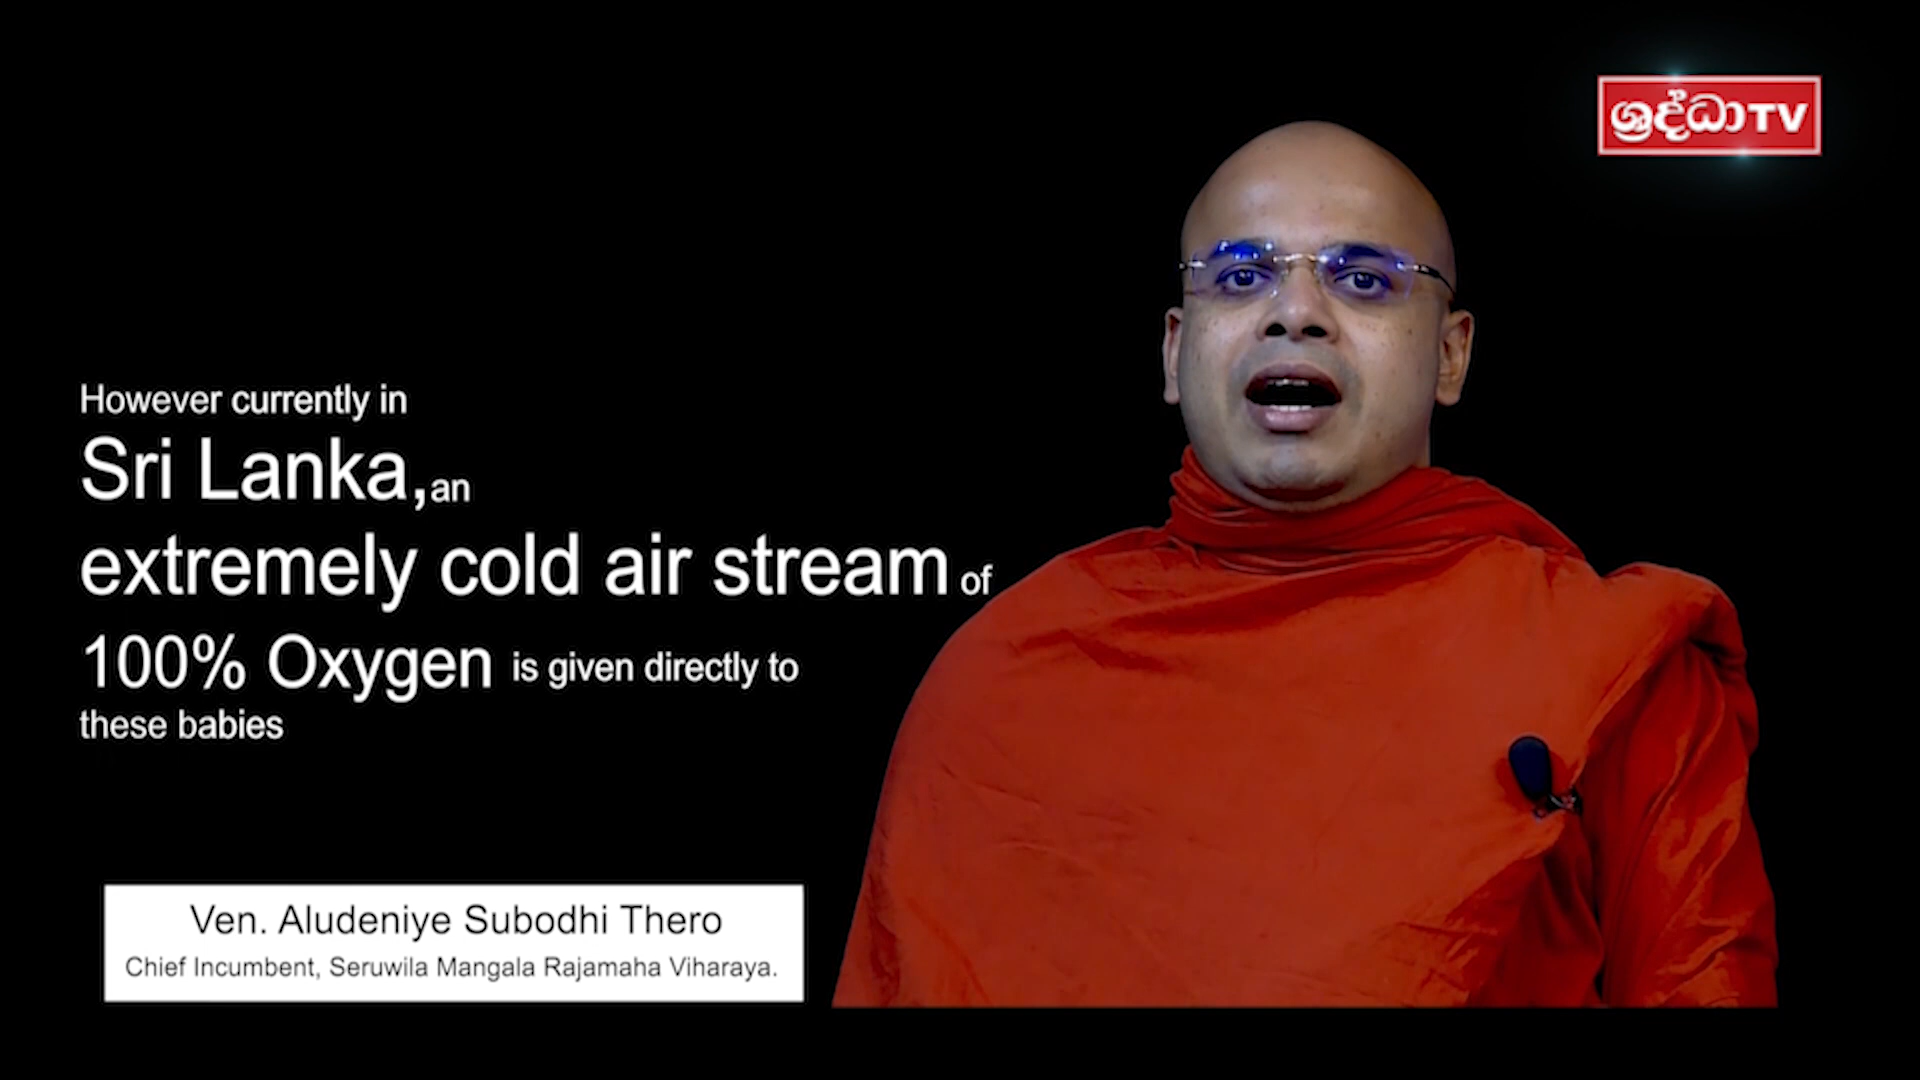 ශ්‍රද්ධාTV
However currently in
Sri Lanka,an
extremely cold air stream of
100% Oxygen is given directly to
these babies
Ven. Aludeniye Subodhi Thero
Chief Incumbent, Seruwila Mangala Rajamaha Viharaya.